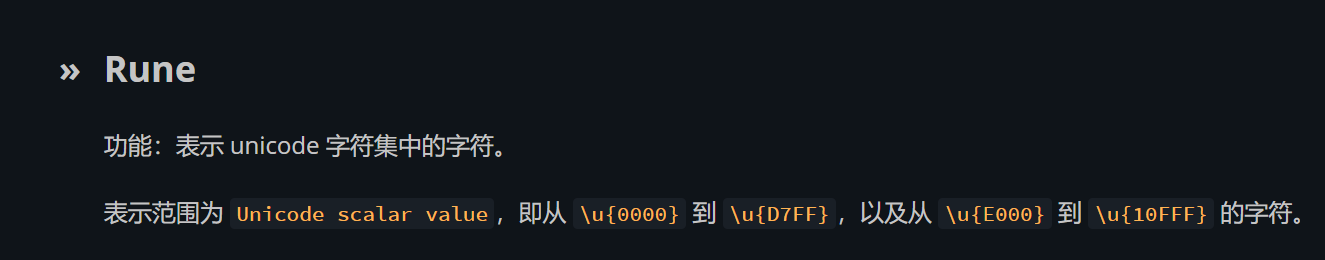 » Rune
功能：表示 unicode 字符集中的字符。
表示范围为 Unicode scalar value，即从 \u{0000} 到 \u{D7FF}，以及从 \u{E000} 到 \u{10FFF} 的字符。